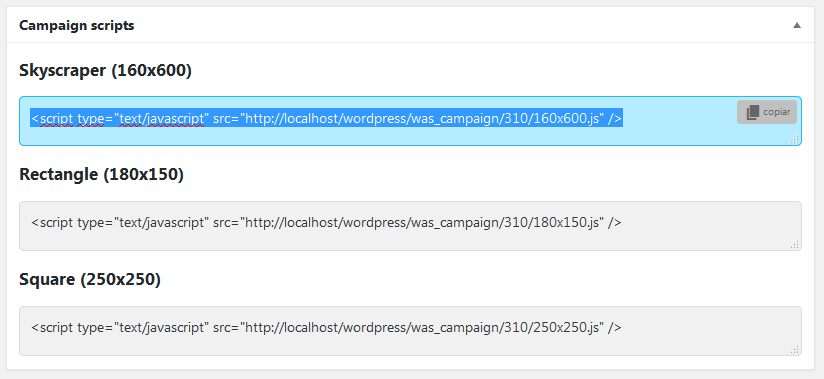 Campaign scripts
Skyscraper (160x600)
<script type="text/javascript" src="http://localhost/wordpress/was_campaign/310/160x600.js" />
copiar
Rectangle (180x150)
<script type="text/javascript" src="http://localhost/wordpress/was_campaign/310/180x150.js" />
Square (250x250)
<script type="text/javascript" src="http://localhost/wordpress/was_campaign/310/250x250.js" />